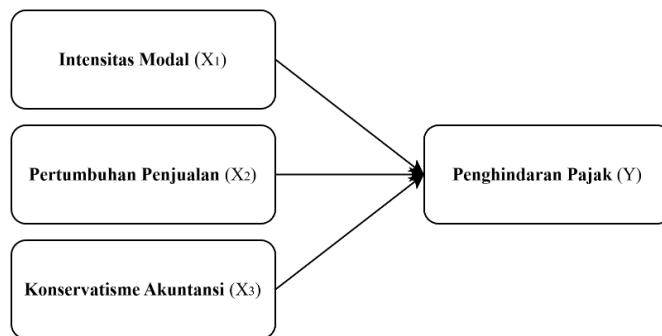 Intensitas Modal (X1)
Pertumbuhan Penjualan (X2)
Penghindaran Pajak (Y)
Konservatisme Akuntansi (X3)